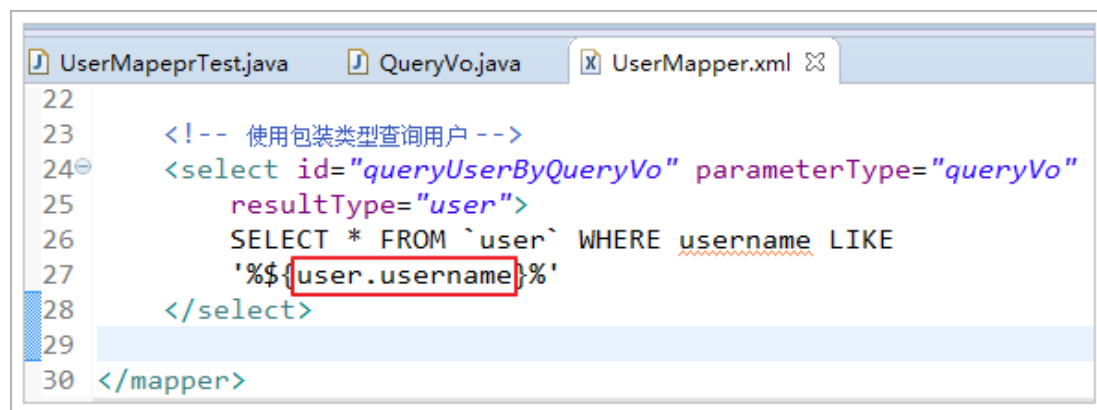 UserMapeprTest.java QueryVo.java UserMapper.xml
22
23 <!-- 使用包装类型查询用户 -->
24 <select id="queryUserByQueryVo" parameterType="queryVo"
25 resultType="user">
26 SELECT * FROM `user` WHERE username LIKE
27 '%${user.username}%'
28 </select>
29
30 </mapper>